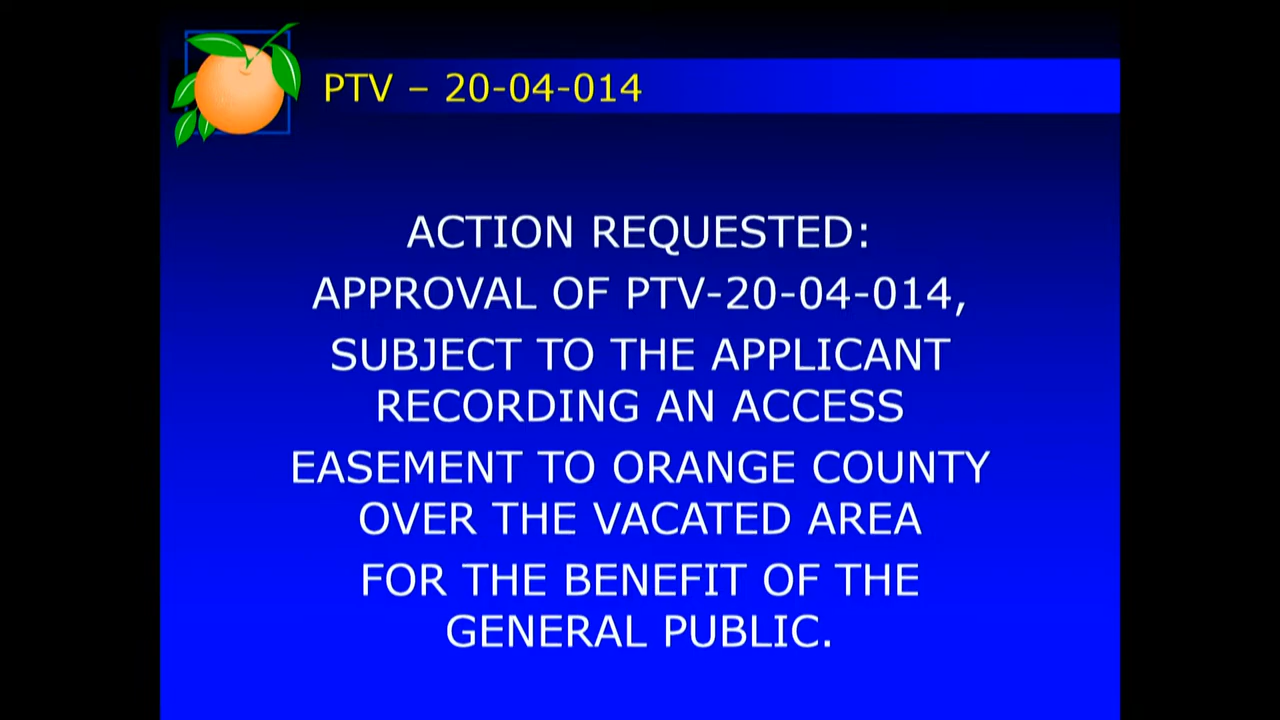 PTV – 20-04-014
ACTION REQUESTED:
APPROVAL OF PTV-20-04-014,
SUBJECT TO THE APPLICANT
RECORDING AN ACCESS
EASEMENT TO ORANGE COUNTY
OVER THE VACATED AREA
FOR THE BENEFIT OF THE
GENERAL PUBLIC.